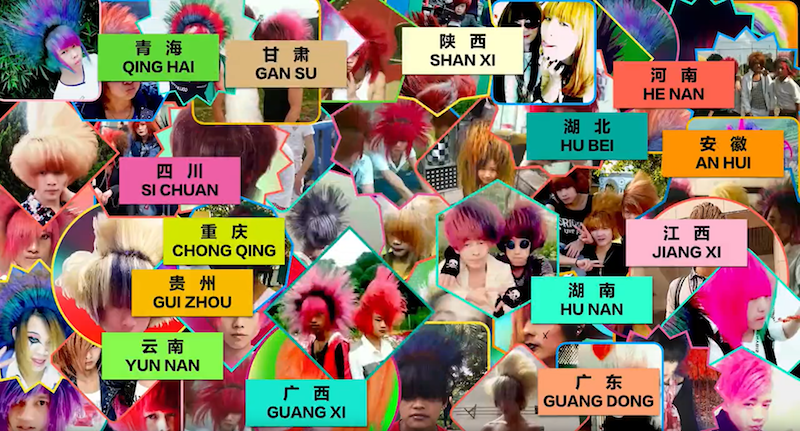 青海
QING HAI
甘肃
GAN SU
陕西
SHAN XI
河南
HE NAN
湖北
HU BEI
安徽
AN HUI
四川
SI CHUAN
重庆
CHONG QING
江西
JIANG XI
贵州
GUI ZHOU
湖南
HU NAN
云南
YUN NAN
广西
GUANG XI
广东
GUANG DONG